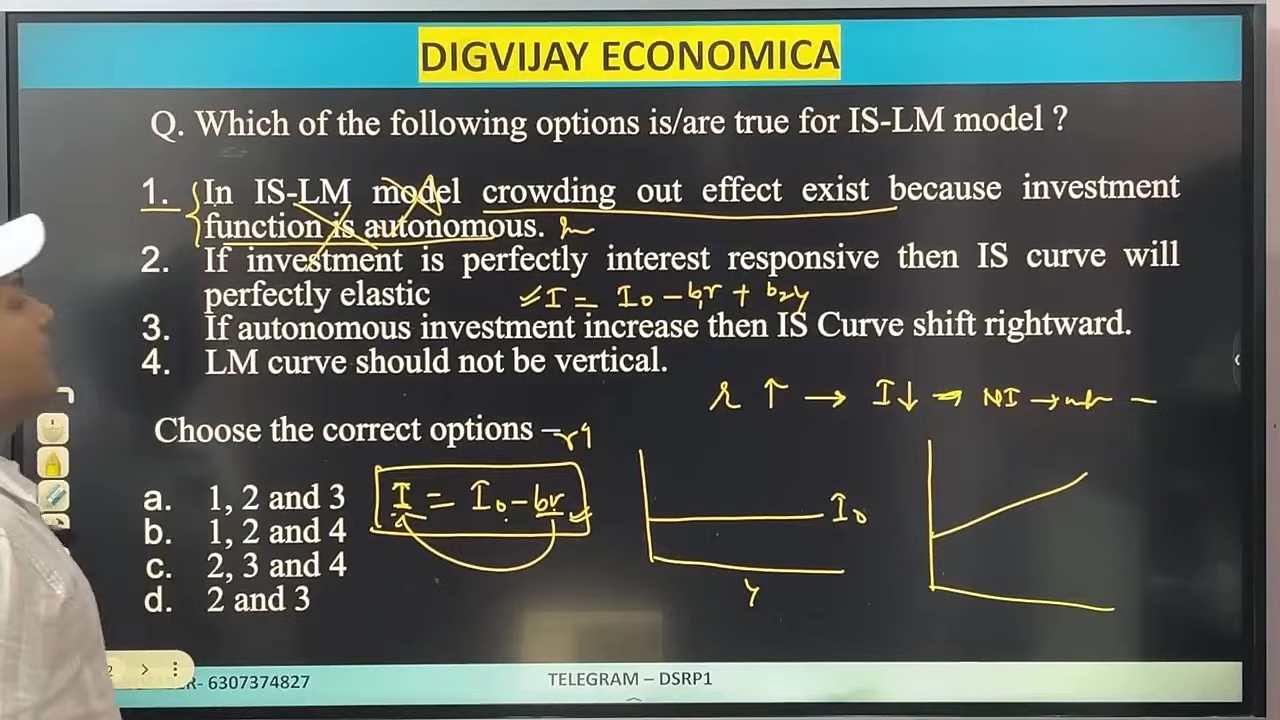 DIGVIJAY ECONOMICA
Q. Which of the following options is/are true for IS-LM model ?
1. In IS-LM model crowding out effect exist because investment
function is autonomous.
2. If investment is perfectly interest responsive then IS curve will
perfectly elastic
I = I₀ - b₁r + b₂y
3. If autonomous investment increase then IS Curve shift rightward.
4. LM curve should not be vertical.
r ↑ → I↓ → NI →
Choose the correct options –
a. 1, 2 and 3
I = I₀ - br
I₀
b. 1, 2 and 4
c. 2, 3 and 4
d. 2 and 3
Y
R- 6307374827
TELEGRAM – DSRP1